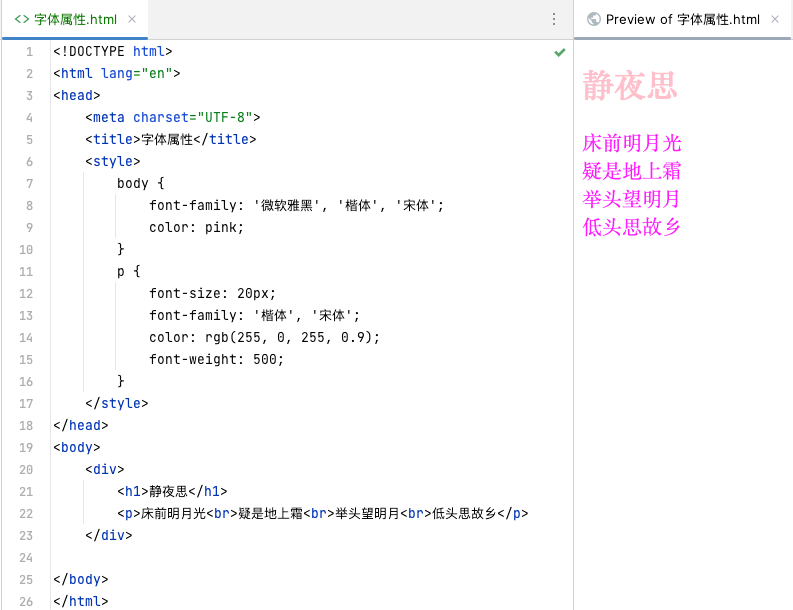 <> 字体属性.html ×
Preview of 字体属性.html ×
1 <!DOCTYPE html>
2 <html lang="en">
3 <head>
4     <meta charset="UTF-8">
5     <title>字体属性</title>
6     <style>
7         body {
8             font-family: '微软雅黑', '楷体', '宋体';
9             color: pink;
10         }
11         p {
12             font-size: 20px;
13             font-family: '楷体', '宋体';
14             color: rgb(255, 0, 255, 0.9);
15             font-weight: 500;
16         }
17     </style>
18 </head>
19 <body>
20     <div>
21         <h1>静夜思</h1>
22         <p>床前明月光<br>疑是地上霜<br>举头望明月<br>低头思故乡</p>
23     </div>
24
25 </body>
26 </html>
静夜思
床前明月光
疑是地上霜
举头望明月
低头思故乡